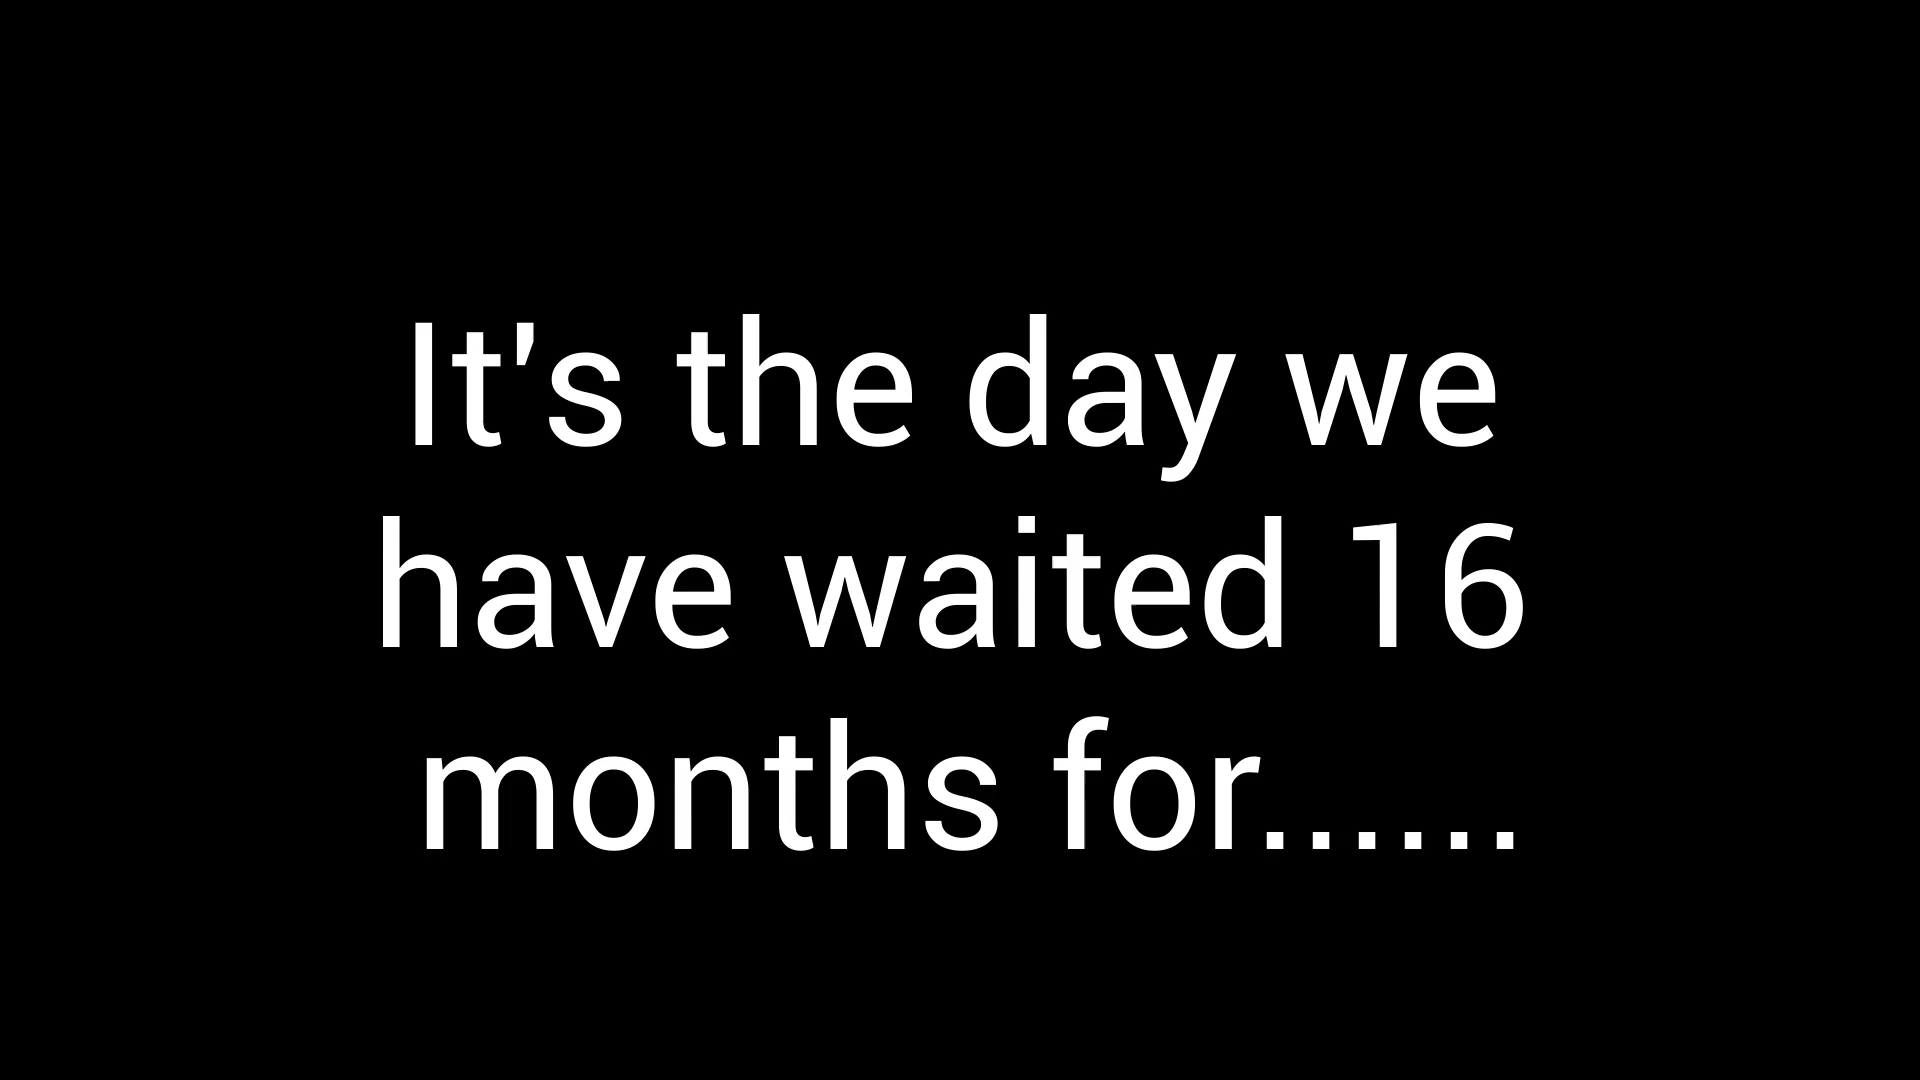 It's the day we
have waited 16
months for......